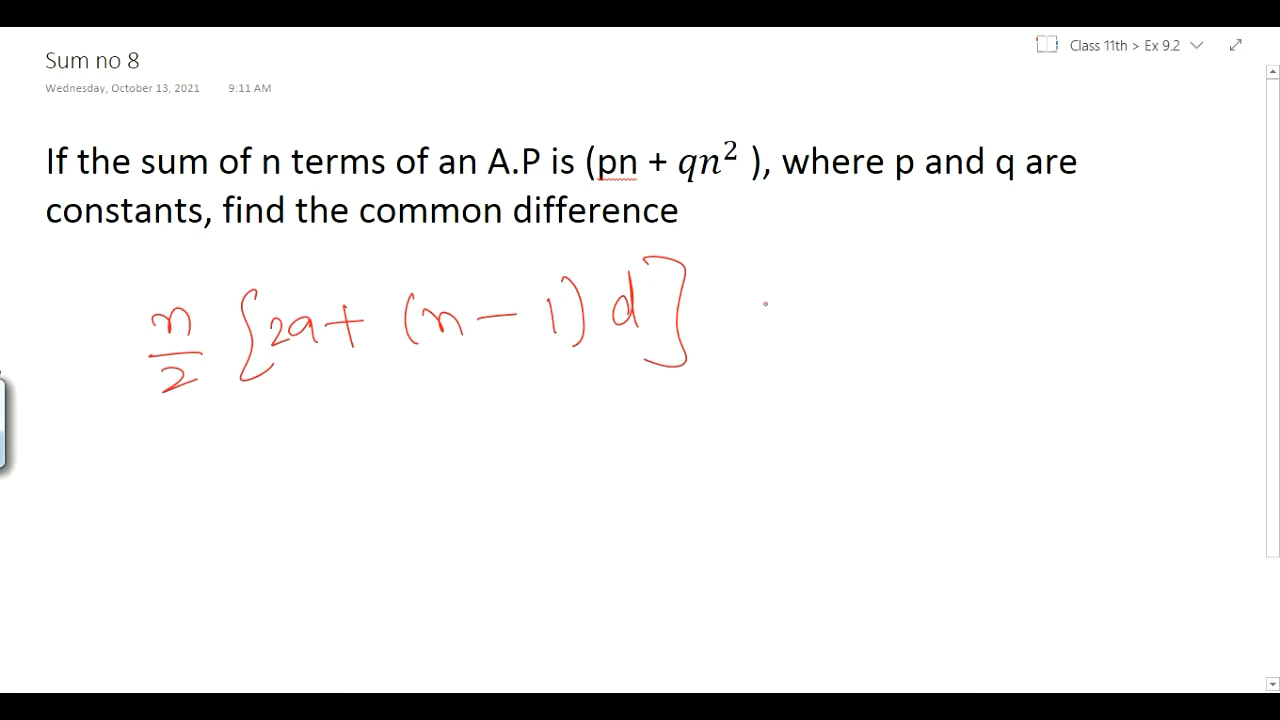 Sum no 8
Class 11th > Ex 9.2
Wednesday, October 13, 2021 9:11 AM
If the sum of n terms of an A.P is (pn + qn² ), where p and q are
constants, find the common difference
n/2 {2a + (n - 1) d]